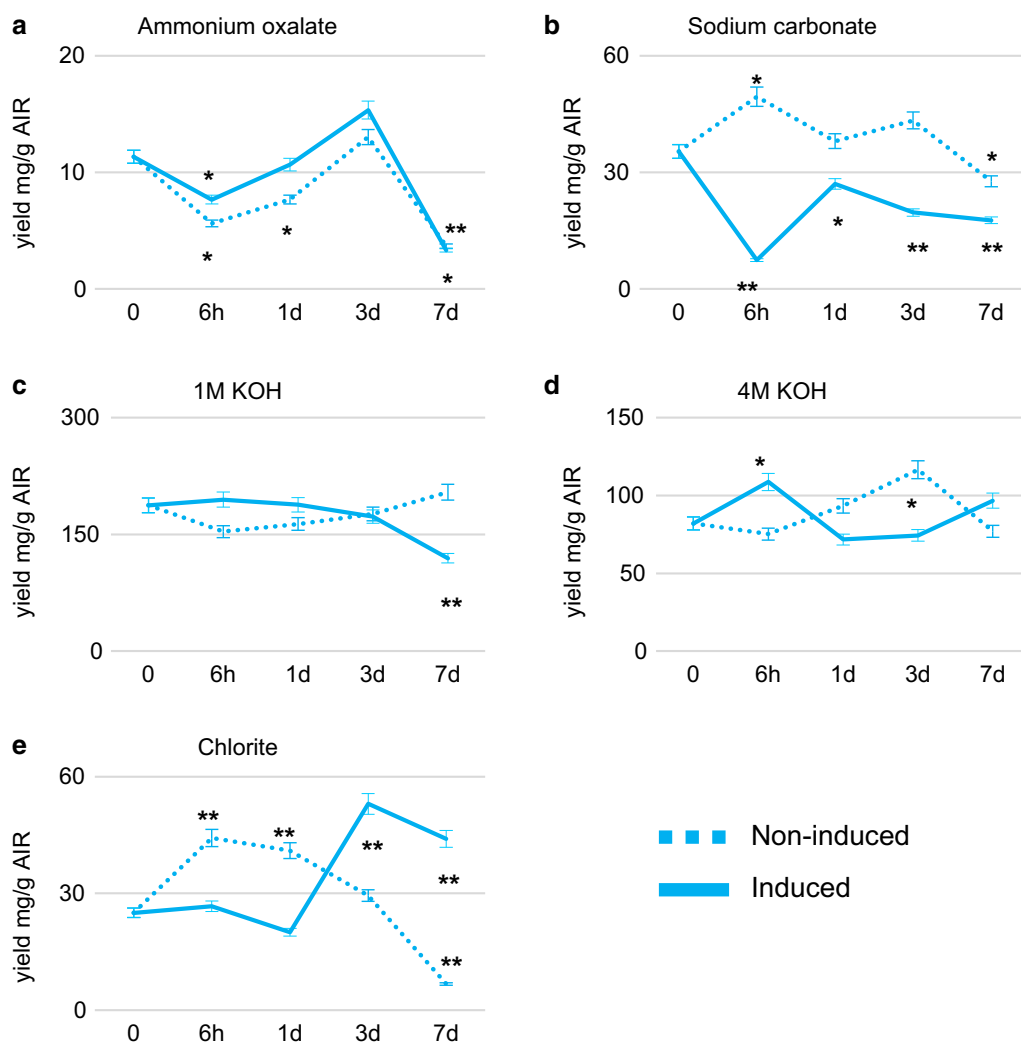 a Ammonium oxalate
yield mg/g AIR
20
10
0
*
*
*
**
*
0 6h 1d 3d 7d
b Sodium carbonate
yield mg/g AIR
60
30
0
*
**
*
**
*
**
0 6h 1d 3d 7d
c 1M KOH
yield mg/g AIR
300
150
0
**
0 6h 1d 3d 7d
d 4M KOH
yield mg/g AIR
150
100
50
0
*
*
0 6h 1d 3d 7d
e Chlorite
yield mg/g AIR
60
30
0
**
**
**
**
**
0 6h 1d 3d 7d
Non-induced
Induced